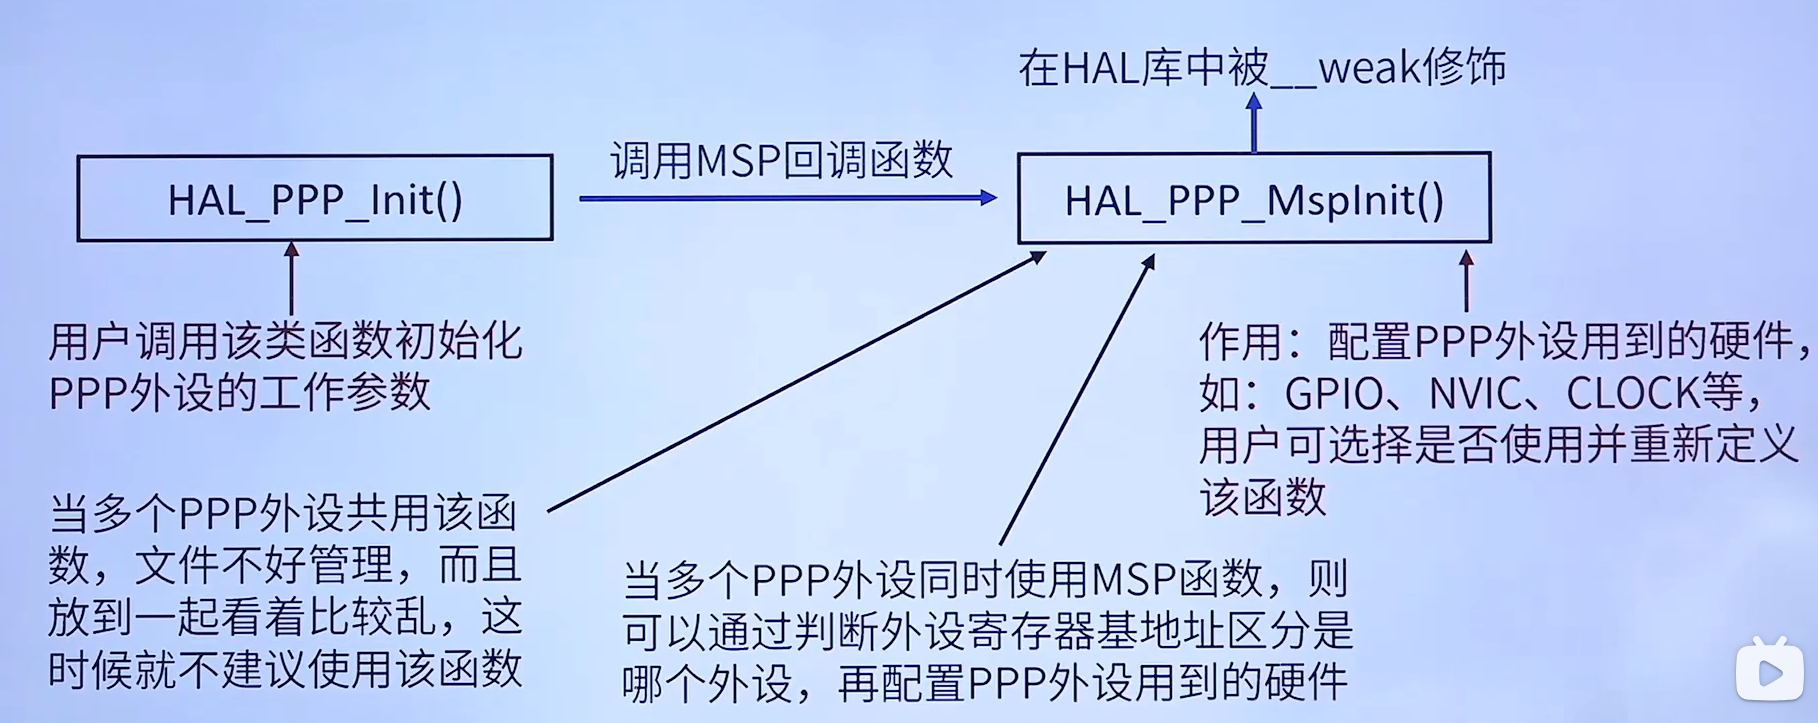 在HAL库中被__weak修饰
HAL_PPP_Init()
调用MSP回调函数
HAL_PPP_MspInit()
用户调用该类函数初始化
PPP外设的工作参数
作用：配置PPP外设用到的硬件，
如：GPIO、NVIC、CLOCK等，
用户可选择是否使用并重新定义
该函数
当多个PPP外设共用该函
数，文件不好管理，而且
放到一起看着比较乱，这
时候就不建议使用该函数
当多个PPP外设同时使用MSP函数，则
可以通过判断外设寄存器基地址区分是
哪个外设，再配置PPP外设用到的硬件